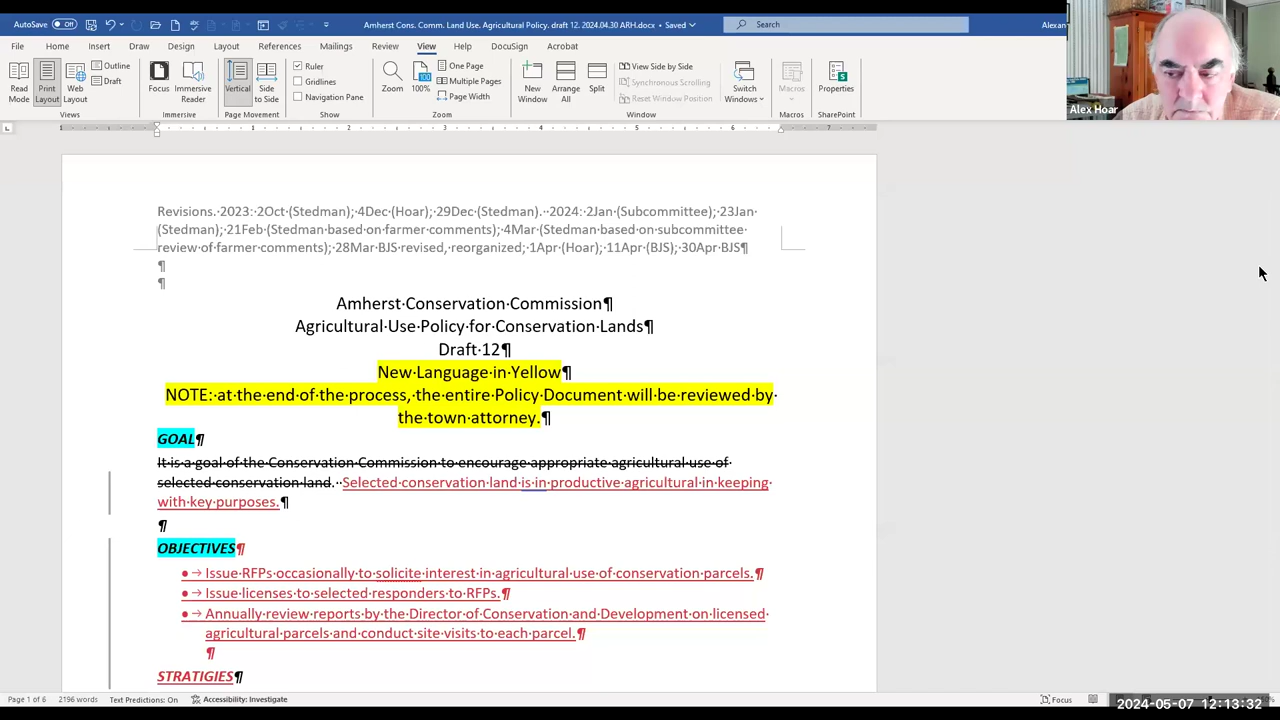 AutoSave Off Amherst Cons. Comm. Land Use. Agricultural Policy. draft 12. 2024.04.30 ARH.docx • Saved Search Alexan
File Home Insert Draw Design Layout References Mailings Review View Help DocuSign Acrobat
Read Mode Print Layout Web Layout Outline Draft Focus Immersive Reader Vertical Side to Side Ruler Gridlines Navigation Pane Zoom 100% One Page Multiple Pages Page Width New Window Arrange All Split View Side by Side Synchronous Scrolling Reset Window Position Switch Windows Macros Properties
Views Immersive Page Movement Show Zoom Window Macros SharePoint
Alex Hoar
1 1 2 3 4 5 6 7
Revisions. 2023: 2Oct (Stedman); 4Dec (Hoar); 29Dec (Stedman). 2024: 2Jan (Subcommittee); 23Jan
(Stedman); 21Feb (Stedman based on farmer comments); 4Mar (Stedman based on subcommittee
review of farmer comments); 28Mar BJS revised, reorganized; 1Apr (Hoar); 11Apr (BJS); 30Apr BJS¶
¶
¶
Amherst Conservation Commission¶
Agricultural Use Policy for Conservation Lands¶
Draft 12¶
New Language in Yellow¶
NOTE: at the end of the process, the entire Policy Document will be reviewed by
the town attorney.¶
GOAL¶
It is a goal of the Conservation Commission to encourage appropriate agricultural use of
selected conservation land. Selected conservation land is in productive agricultural in keeping
with key purposes.¶
¶
OBJECTIVES¶
• → Issue RFPs occasionally to solicite interest in agricultural use of conservation parcels.¶
• → Issue licenses to selected responders to RFPs.¶
• → Annually review reports by the Director of Conservation and Development on licensed
agricultural parcels and conduct site visits to each parcel.¶
¶
STRATIGIES¶
Page 1 of 6 2196 words Text Predictions: On Accessibility: Investigate Focus
2024-05-07 12:13:32